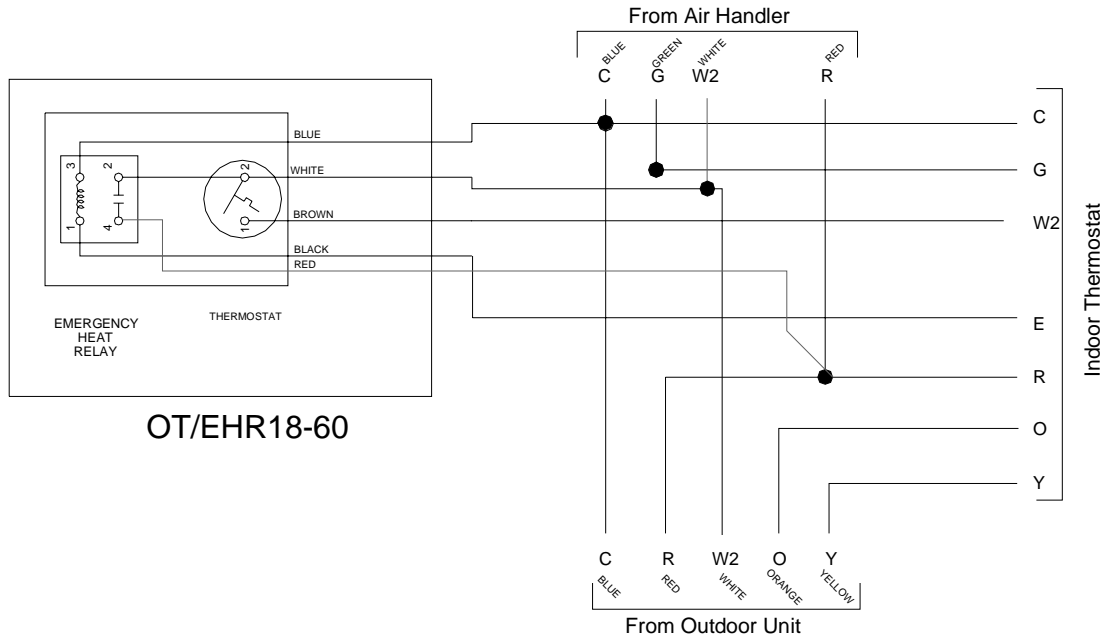 From Air Handler
BLUE GREEN WHITE RED
C G W2 R
C
BLUE
3 2 2
WHITE
G
BROWN
W2
1 4 1
BLACK
RED
THERMOSTAT
EMERGENCY
HEAT
RELAY
E
R
OT/EHR18-60
O
Y
Indoor Thermostat
C R W2 O Y
BLUE RED WHITE ORANGE YELLOW
From Outdoor Unit